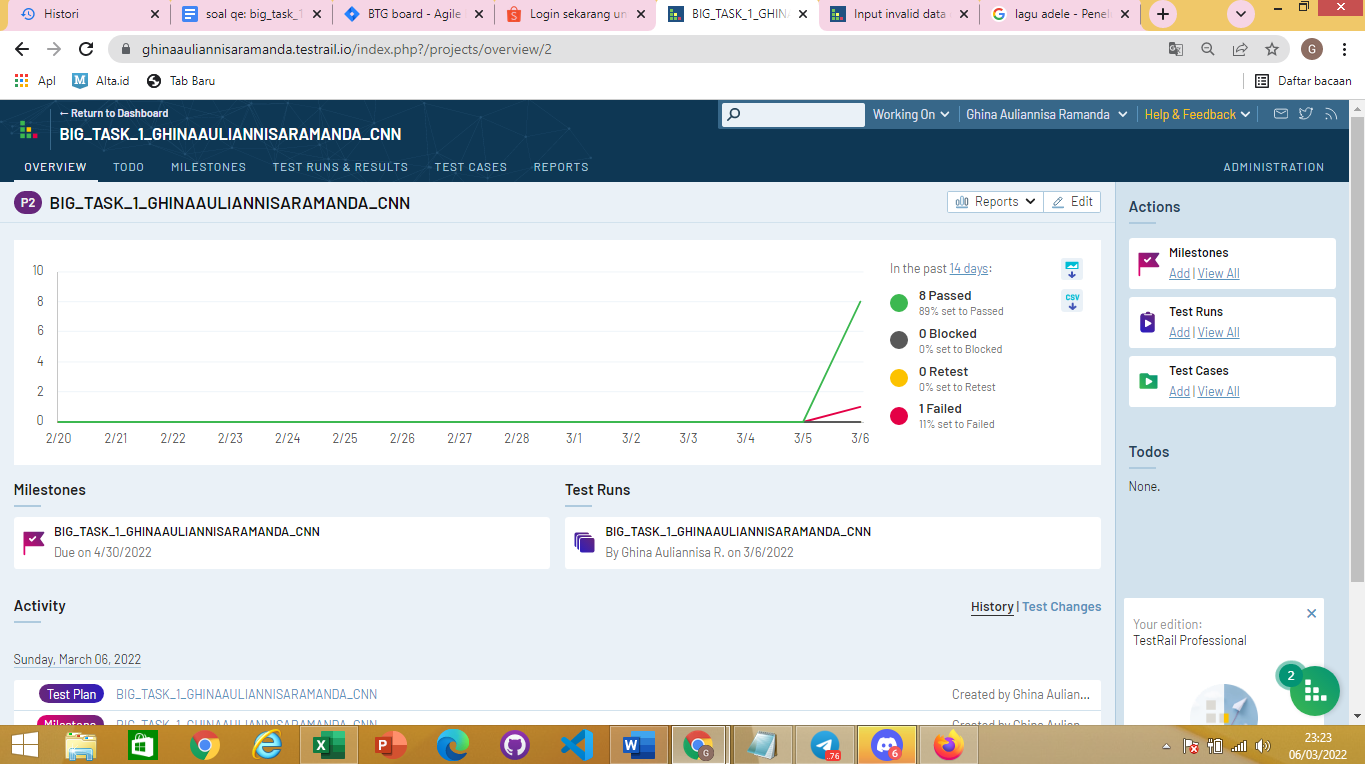 Histori
soal qe: big_task_1
BTG board - Agile
Login sekarang un
BIG_TASK_1_GHINA
Input invalid data
lagu adele - Penel
ghinaauliannisaramanda.testrail.io/index.php?/projects/overview/2
G
Apl
M Alta.id
Tab Baru
Daftar bacaan
← Return to Dashboard
BIG_TASK_1_GHINAAULIANNISARAMANDA_CNN
Working On
Ghina Auliannisa Ramanda
Help & Feedback
OVERVIEW TODO MILESTONES TEST RUNS & RESULTS TEST CASES REPORTS ADMINISTRATION
P2 BIG_TASK_1_GHINAAULIANNISARAMANDA_CNN
Reports Edit
10
8
6
4
2
0
2/20 2/21 2/22 2/23 2/24 2/25 2/26 2/27 2/28 3/1 3/2 3/3 3/4 3/5 3/6
In the past 14 days:
CSV
8 Passed
89% set to Passed
0 Blocked
0% set to Blocked
0 Retest
0% set to Retest
1 Failed
11% set to Failed
Actions
Milestones
Add | View All
Test Runs
Add | View All
Test Cases
Add | View All
Todos
None.
Milestones
BIG_TASK_1_GHINAAULIANNISARAMANDA_CNN
Due on 4/30/2022
Test Runs
BIG_TASK_1_GHINAAULIANNISARAMANDA_CNN
By Ghina Auliannisa R. on 3/6/2022
Activity
History | Test Changes
Sunday, March 06, 2022
Test Plan BIG_TASK_1_GHINAAULIANNISARAMANDA_CNN Created by Ghina Aulian...
Milestone BIG_TASK_1_GHINAAULIANNISARAMANDA_CNN Created by Ghina Aulian...
Your edition:
TestRail Professional
2
G
.76
6
23:23
06/03/2022